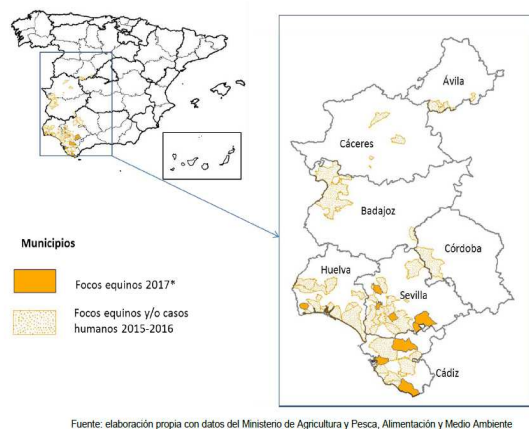 Ávila
Cáceres
Badajoz
Córdoba
Huelva
Sevilla
Cádiz
Municipios
Focos equinos 2017*
Focos equinos y/o casos
humanos 2015-2016
Fuente: elaboración propia con datos del Ministerio de Agricultura y Pesca, Alimentación y Medio Ambiente